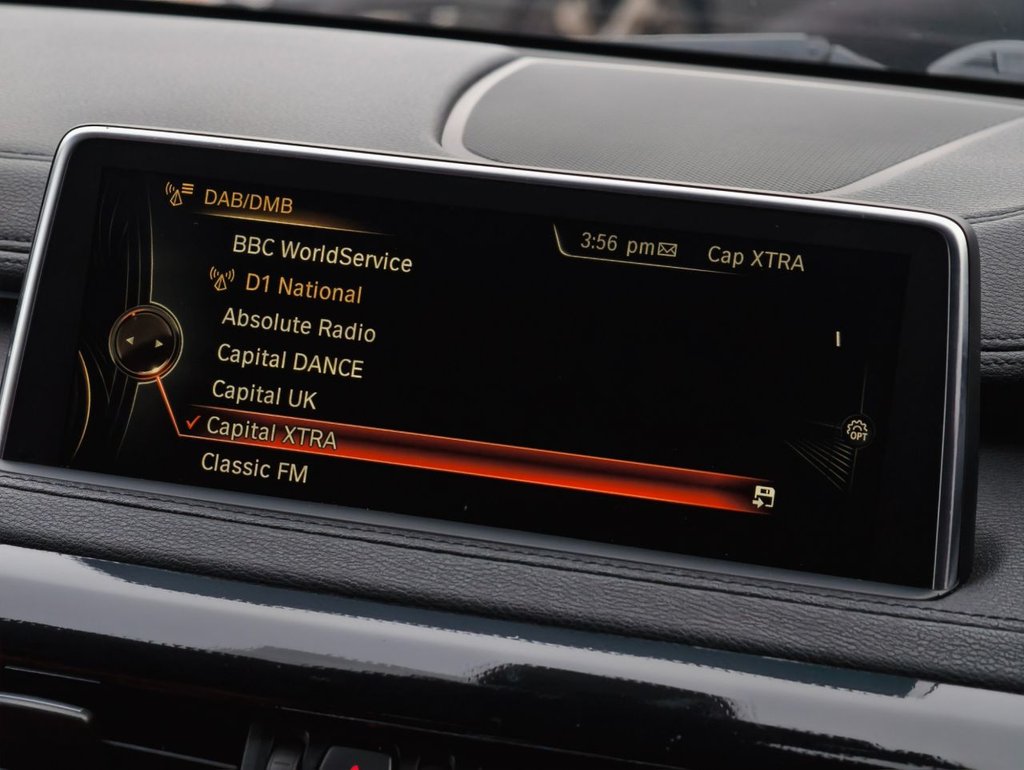 DAB/DMB
3:56 pm Cap XTRA
BBC WorldService
D1 National
Absolute Radio
Capital DANCE
Capital UK
Capital XTRA
OPT
Classic FM